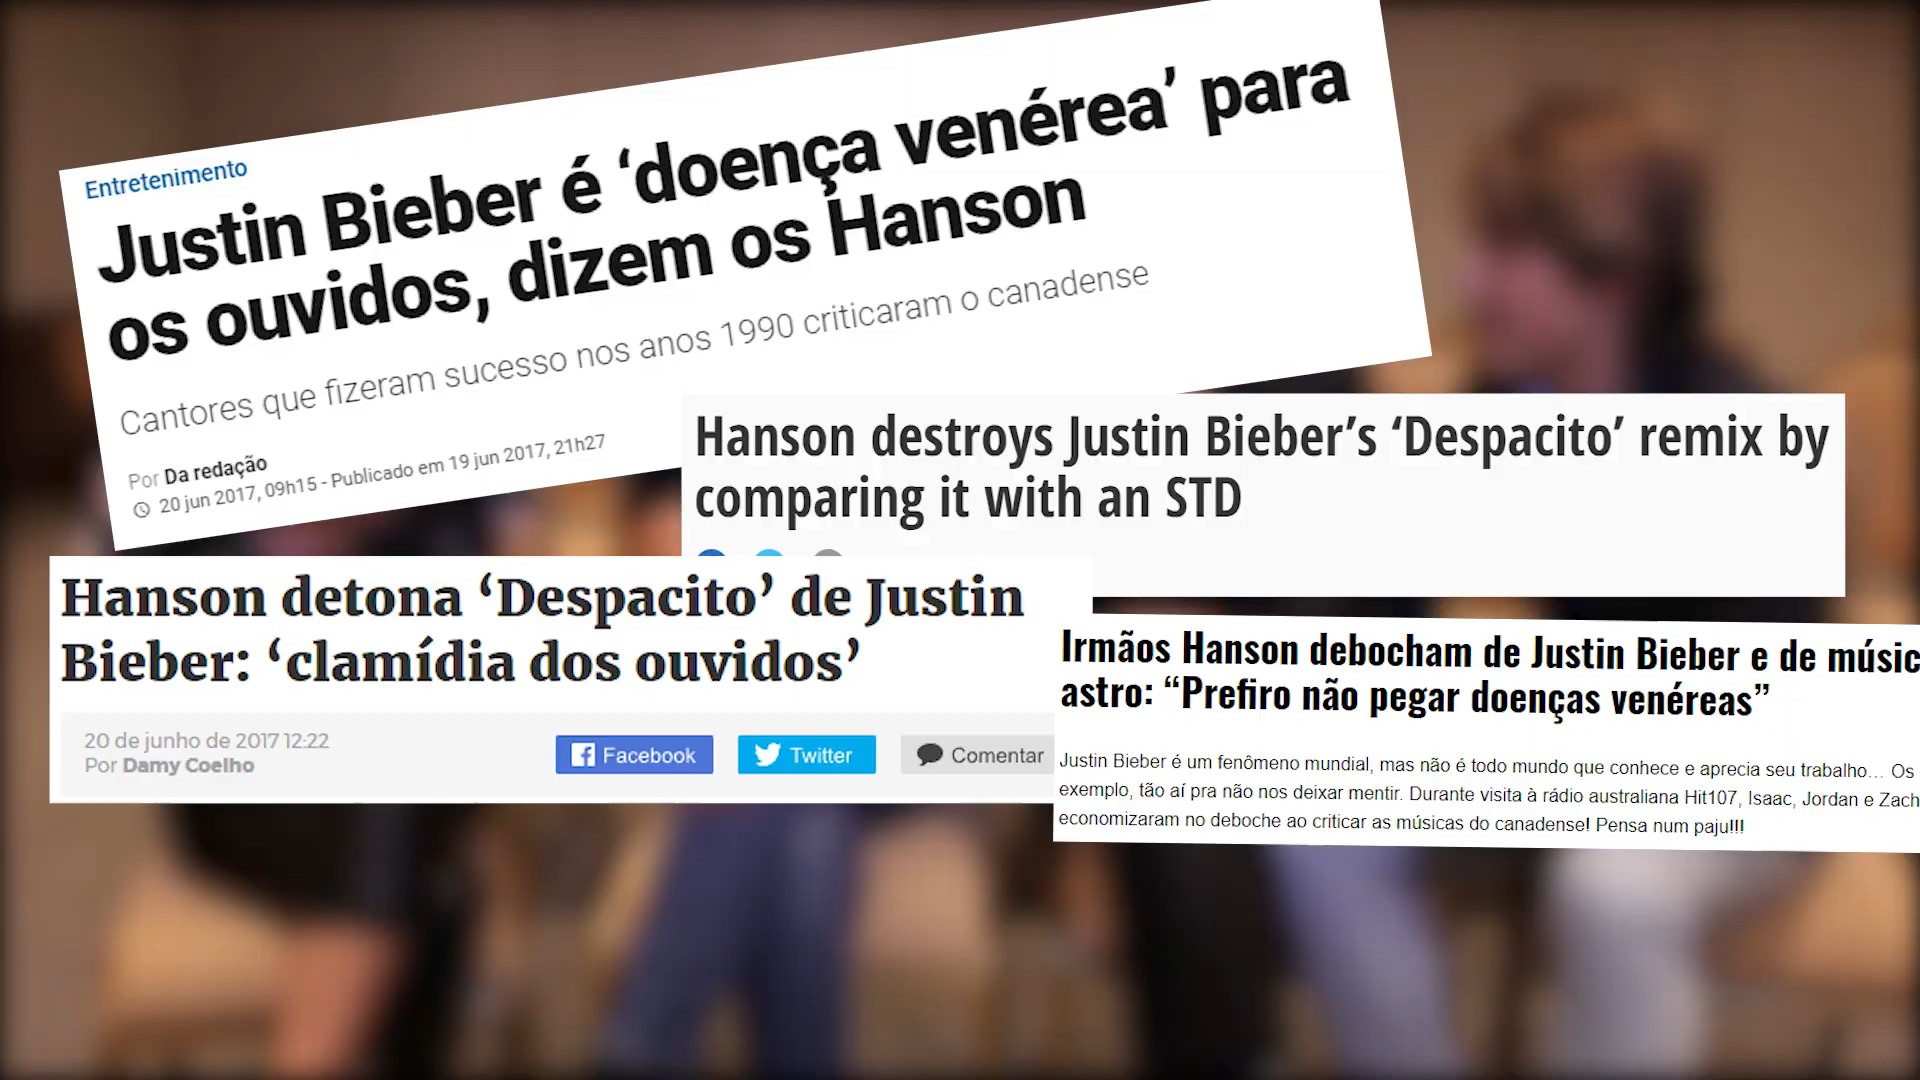 Entretenimento
Justin Bieber é ‘doença venérea’ para
os ouvidos, dizem os Hanson
Cantores que fizeram sucesso nos anos 1990 criticaram o canadense
Por Da redação
20 jun 2017, 09h15 - Publicado em 19 jun 2017, 21h27
Hanson destroys Justin Bieber’s ‘Despacito’ remix by
comparing it with an STD
Hanson detona ‘Despacito’ de Justin
Bieber: ‘clamídia dos ouvidos’
20 de junho de 2017 12:22
Por Damy Coelho
Facebook
Twitter
Comentar
Irmãos Hanson debocham de Justin Bieber e de músic
astro: “Prefiro não pegar doenças venéreas”
Justin Bieber é um fenômeno mundial, mas não é todo mundo que conhece e aprecia seu trabalho… Os
exemplo, tão aí pra não nos deixar mentir. Durante visita à rádio australiana Hit107, Isaac, Jordan e Zach
economizaram no deboche ao criticar as músicas do canadense! Pensa num paju!!!